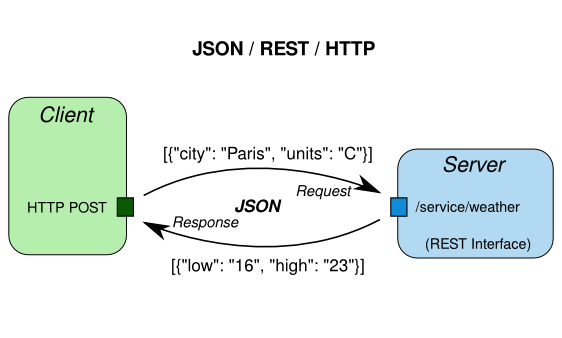 JSON / REST / HTTP
Client
[{"city": "Paris", "units": "C"}]
Server
Request
HTTP POST
JSON
/service/weather
Response
(REST Interface)
[{"low": "16", "high": "23"}]